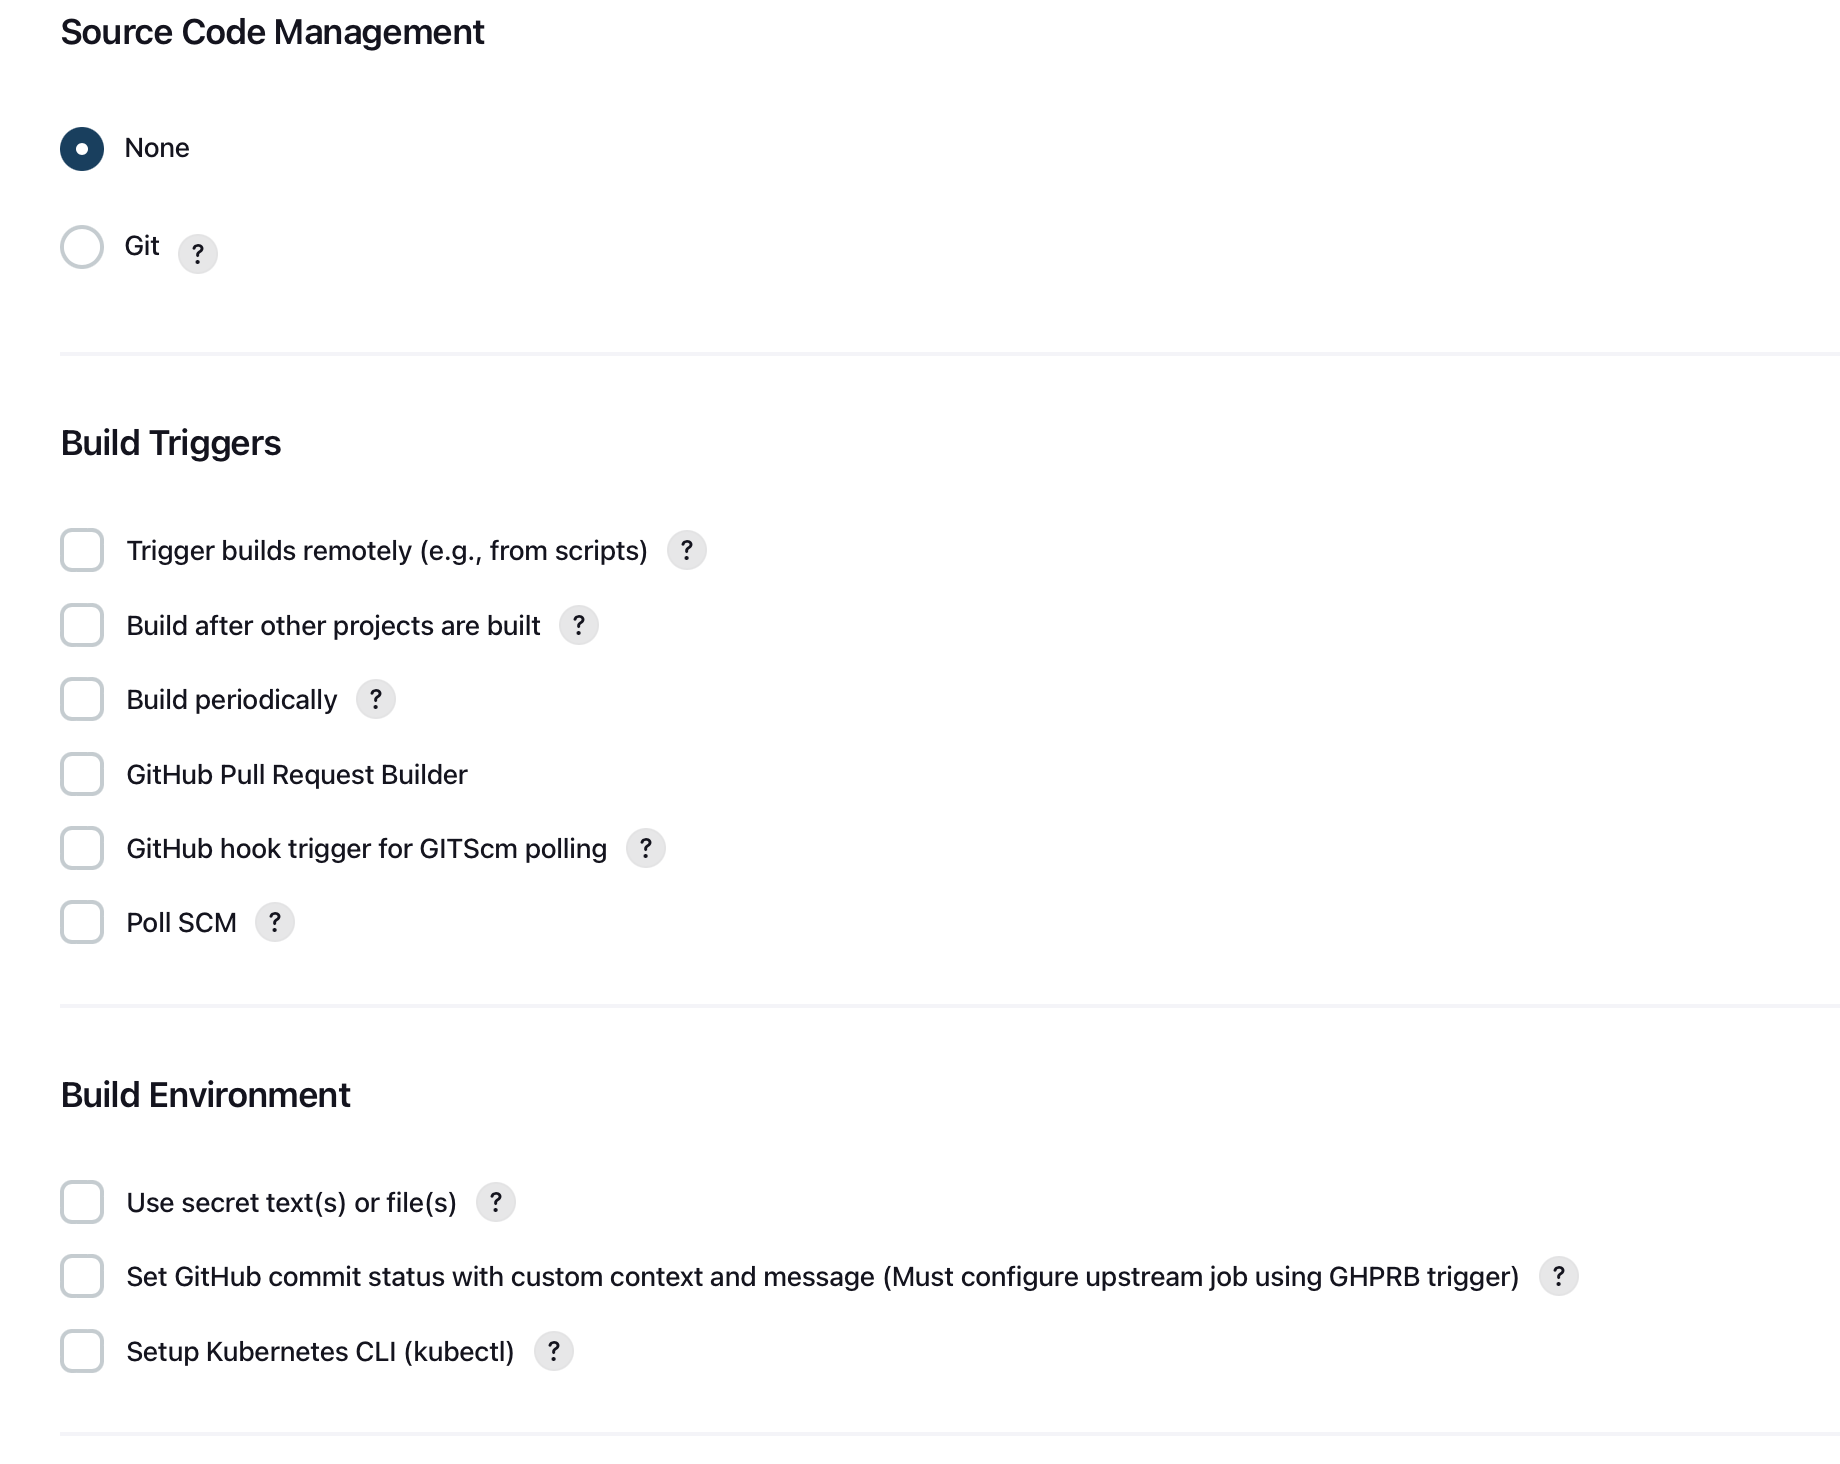 Source Code Management
None
Git ?
Build Triggers
Trigger builds remotely (e.g., from scripts) ?
Build after other projects are built ?
Build periodically ?
GitHub Pull Request Builder
GitHub hook trigger for GITScm polling ?
Poll SCM ?
Build Environment
Use secret text(s) or file(s) ?
Set GitHub commit status with custom context and message (Must configure upstream job using GHPRB trigger) ?
Setup Kubernetes CLI (kubectl) ?